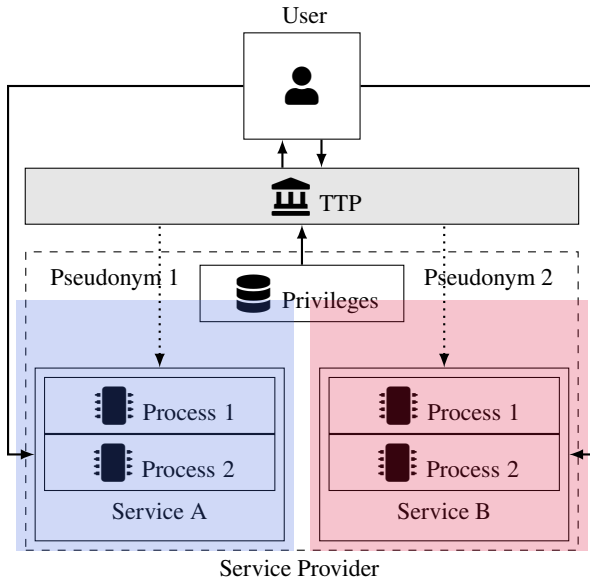 User
TTP
Pseudonym 1
Pseudonym 2
Privileges
Process 1
Process 2
Service A
Process 1
Process 2
Service B
Service Provider